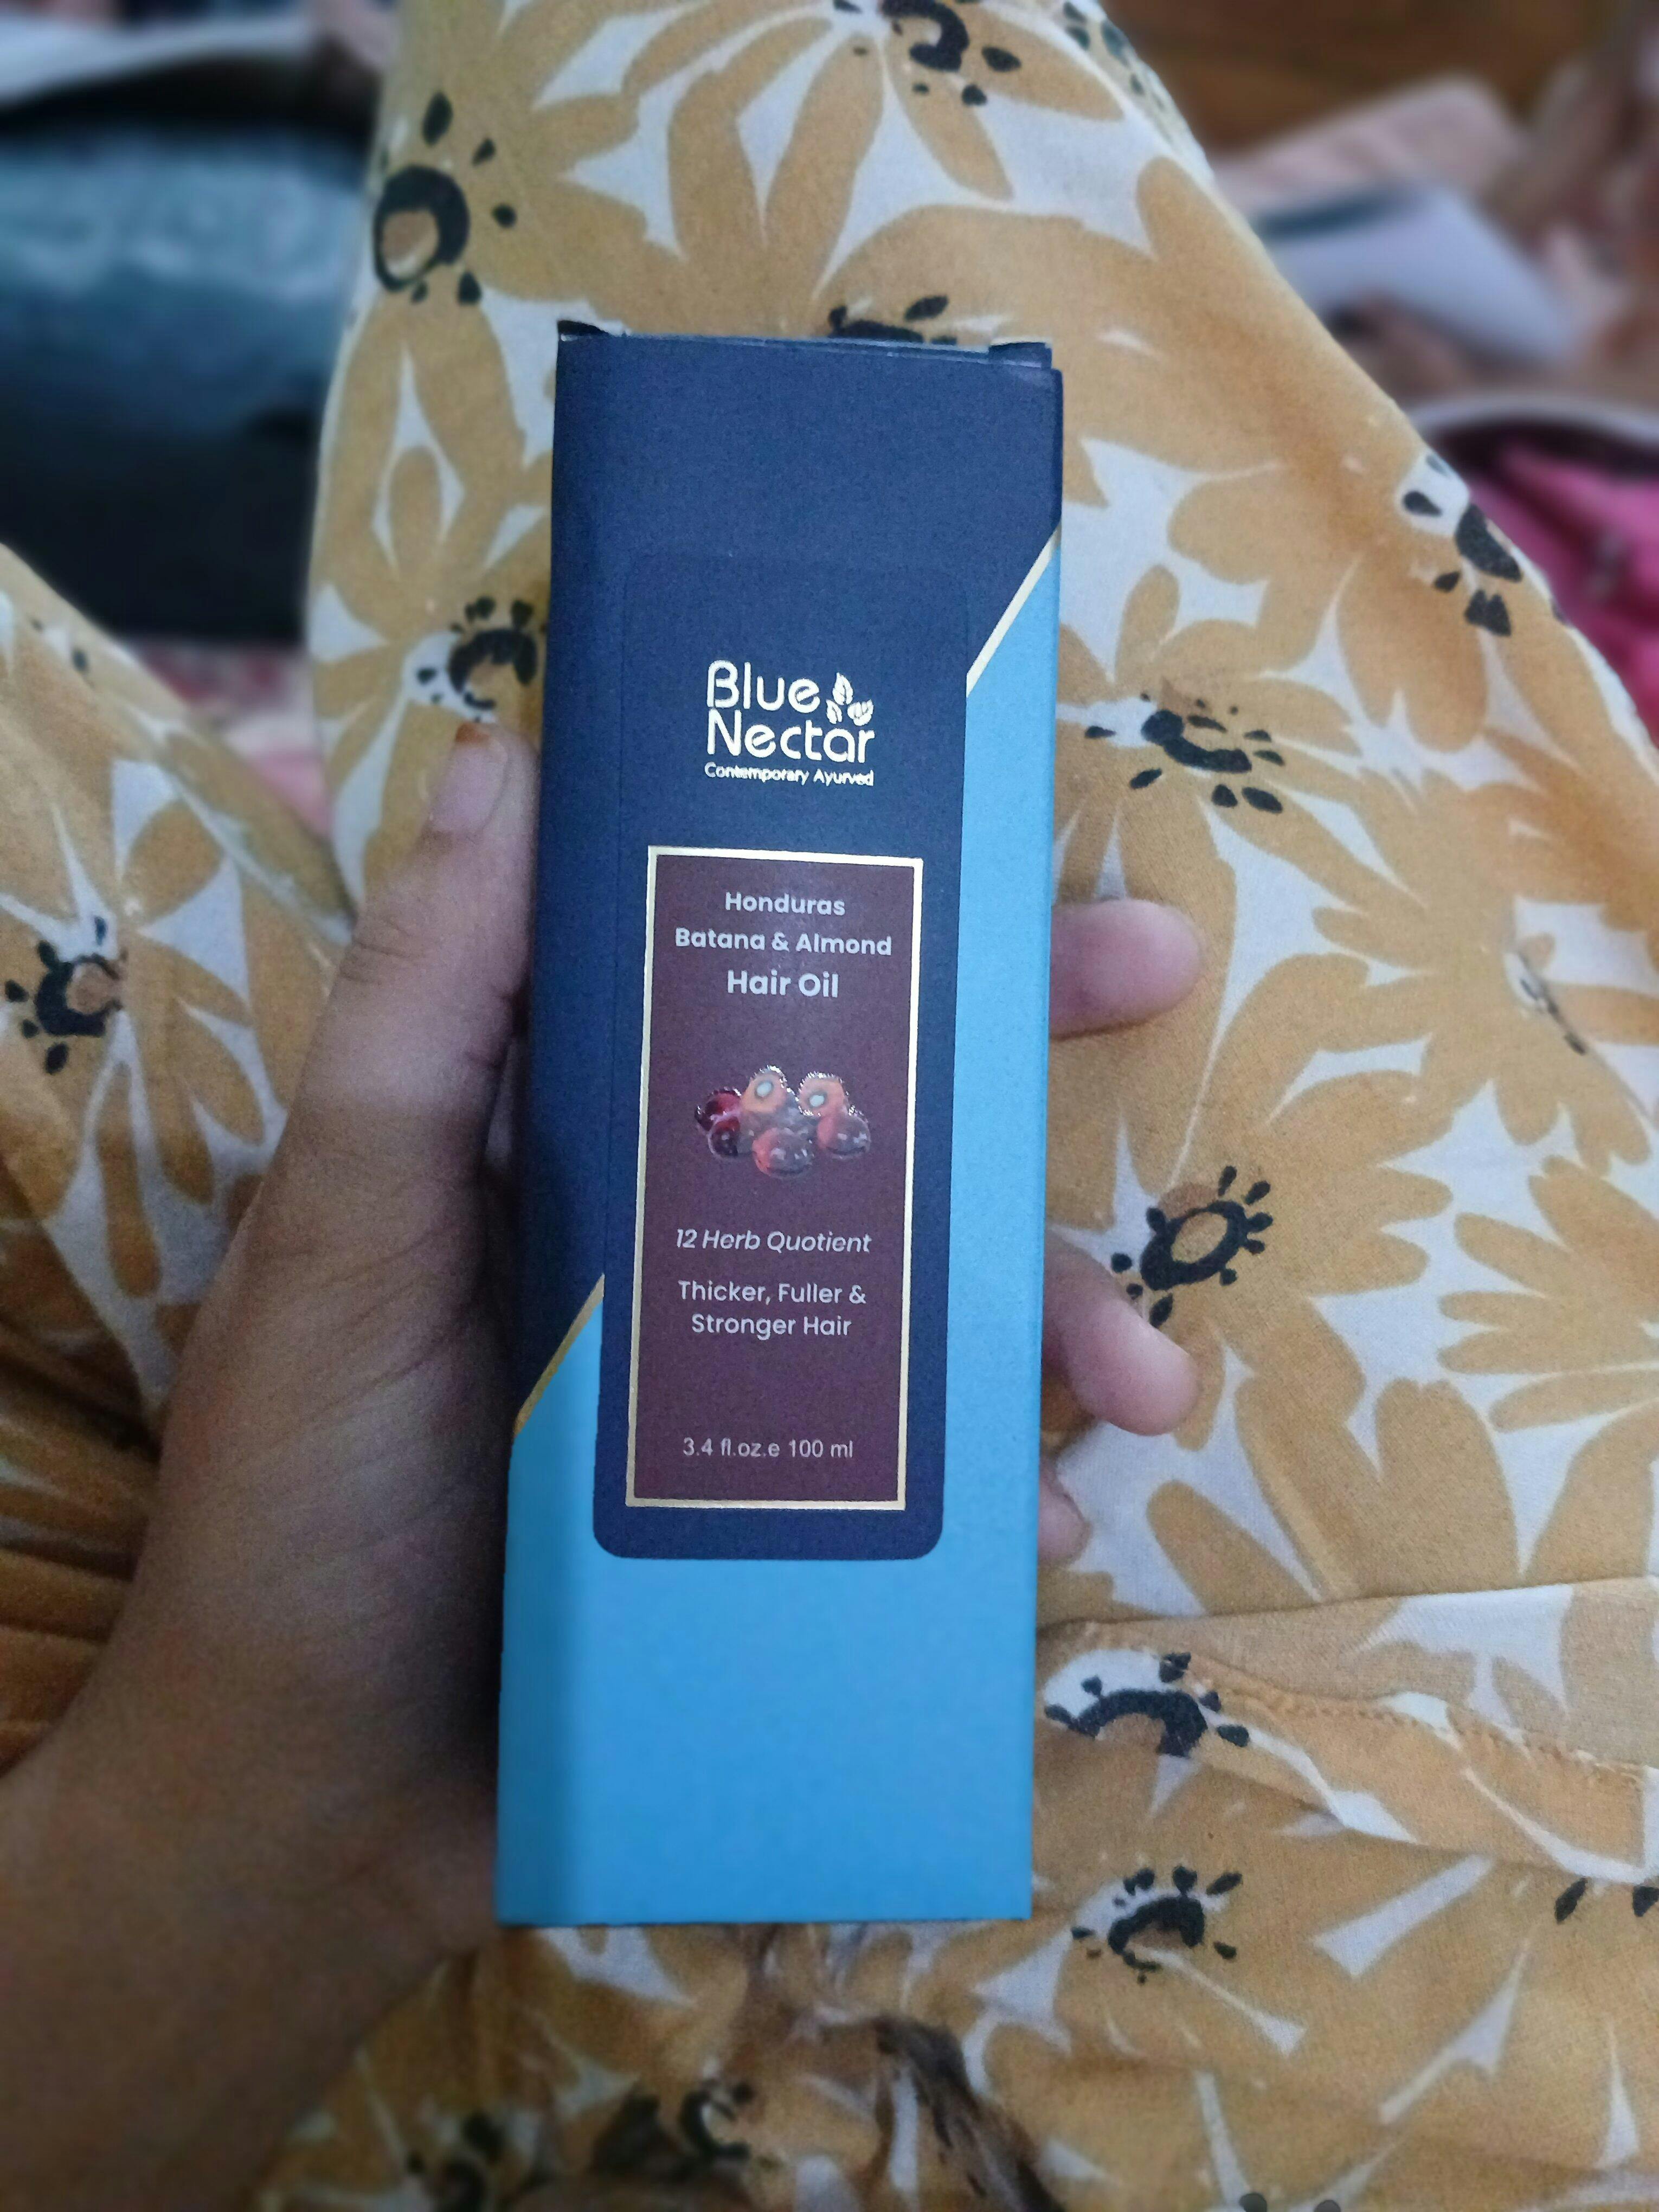 Blue
Nectar
Contemporary Ayurved
Honduras
Batana & Almond
Hair Oil
12 Herb Quotient
Thicker, Fuller &
Stronger Hair
3.4 fl.oz.e 100 ml